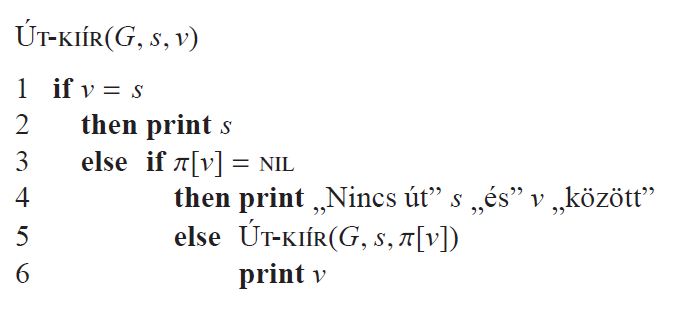 ÚT-KIÍR(G, s, v)
1 if v = s
2 then print s
3 else if π[v] = NIL
4 then print „Nincs út” s „és” v „között”
5 else ÚT-KIÍR(G, s, π[v])
6 print v